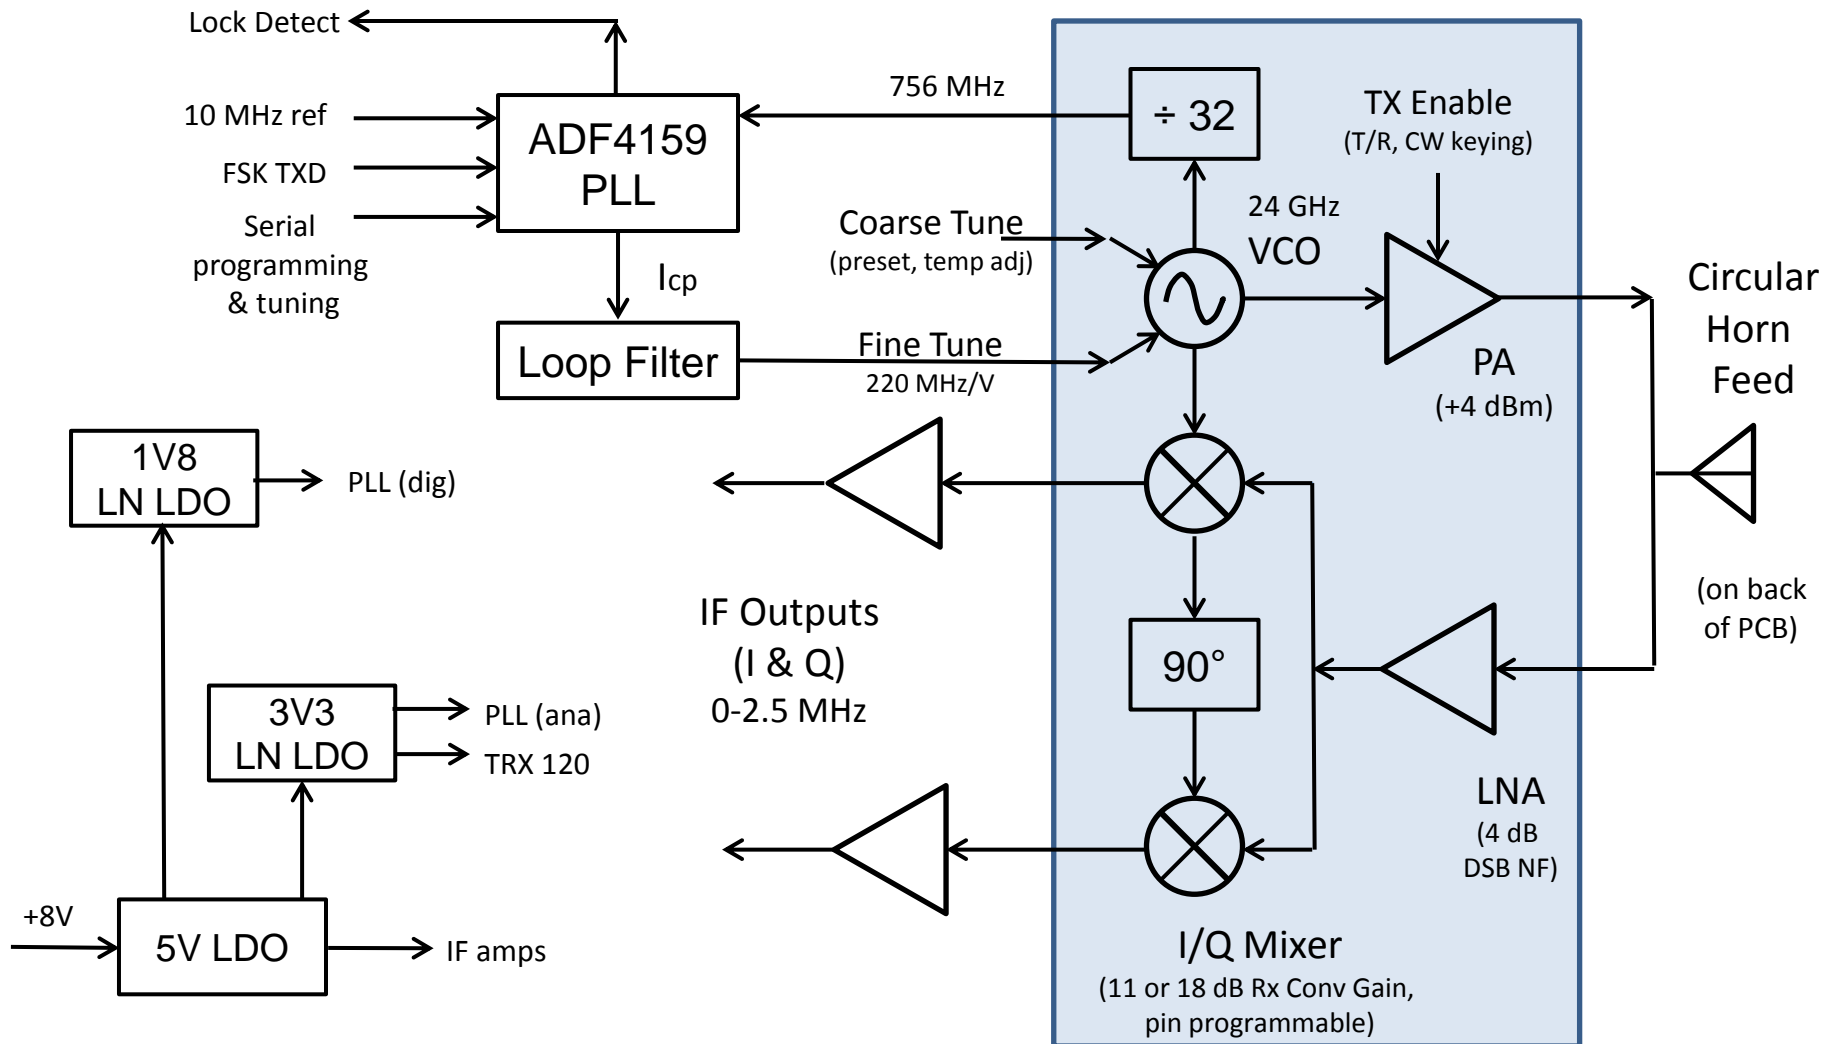 Lock Detect
10 MHz ref
FSK TXD
Serial
programming
& tuning
ADF4159
PLL
756 MHz
÷ 32
TX Enable
(T/R, CW keying)
Coarse Tune
(preset, temp adj)
24 GHz
VCO
Icp
Loop Filter
Fine Tune
220 MHz/V
PA
(+4 dBm)
Circular
Horn
Feed
(on back
of PCB)
1V8
LN LDO
PLL (dig)
IF Outputs
(I & Q)
0-2.5 MHz
90°
3V3
LN LDO
PLL (ana)
TRX 120
LNA
(4 dB
DSB NF)
+8V
5V LDO
IF amps
I/Q Mixer
(11 or 18 dB Rx Conv Gain,
pin programmable)